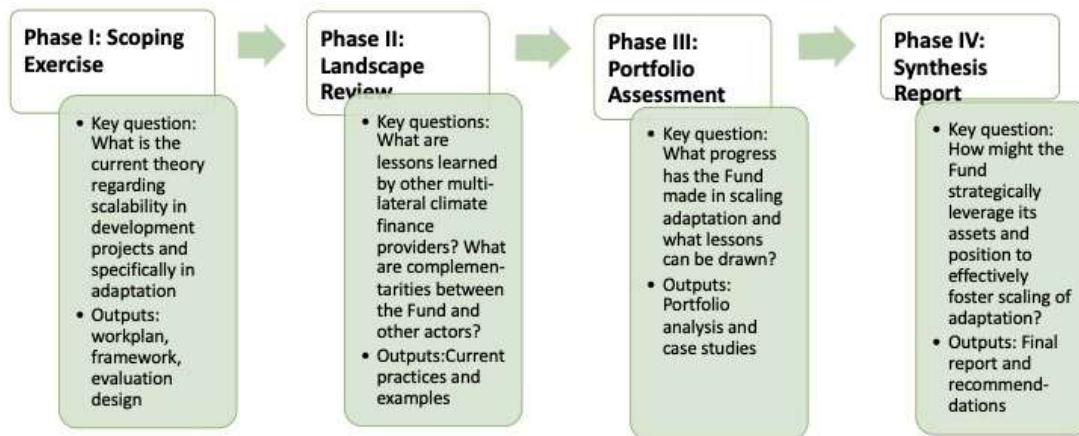 Phase I: Scoping
Exercise
• Key question:
What is the
current theory
regarding
scalability in
development
projects and
specifically in
adaptation
• Outputs:
workplan,
framework,
evaluation
design
Phase II:
Landscape
Review
• Key questions:
What are
lessons learned
by other multi-
lateral climate
finance
providers? What
are complemen-
tarities between
the Fund and
other actors?
• Outputs:Current
practices and
examples
Phase III:
Portfolio
Assessment
• Key question:
What progress
has the Fund
made in scaling
adaptation and
what lessons
can be drawn?
• Outputs:
Portfolio
analysis and
case studies
Phase IV:
Synthesis
Report
• Key question:
How might the
Fund
strategically
leverage its
assets and
position to
effectively
foster scaling of
adaptation?
• Outputs: Final
report and
recommend-
dations